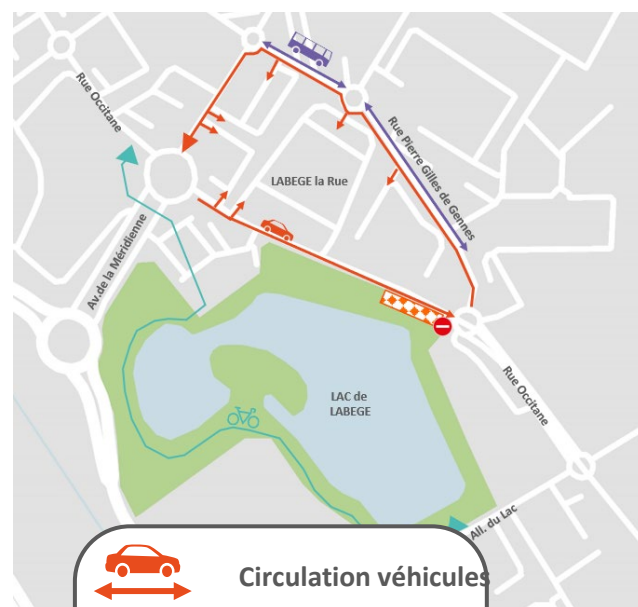 Rue Occitane
Rue Pierre Gilles de Gennes
LABEGE la Rue
Av.de la Méridienne
LAC de
LABEGE
Rue Occitane
All. du Lac
Circulation véhicules